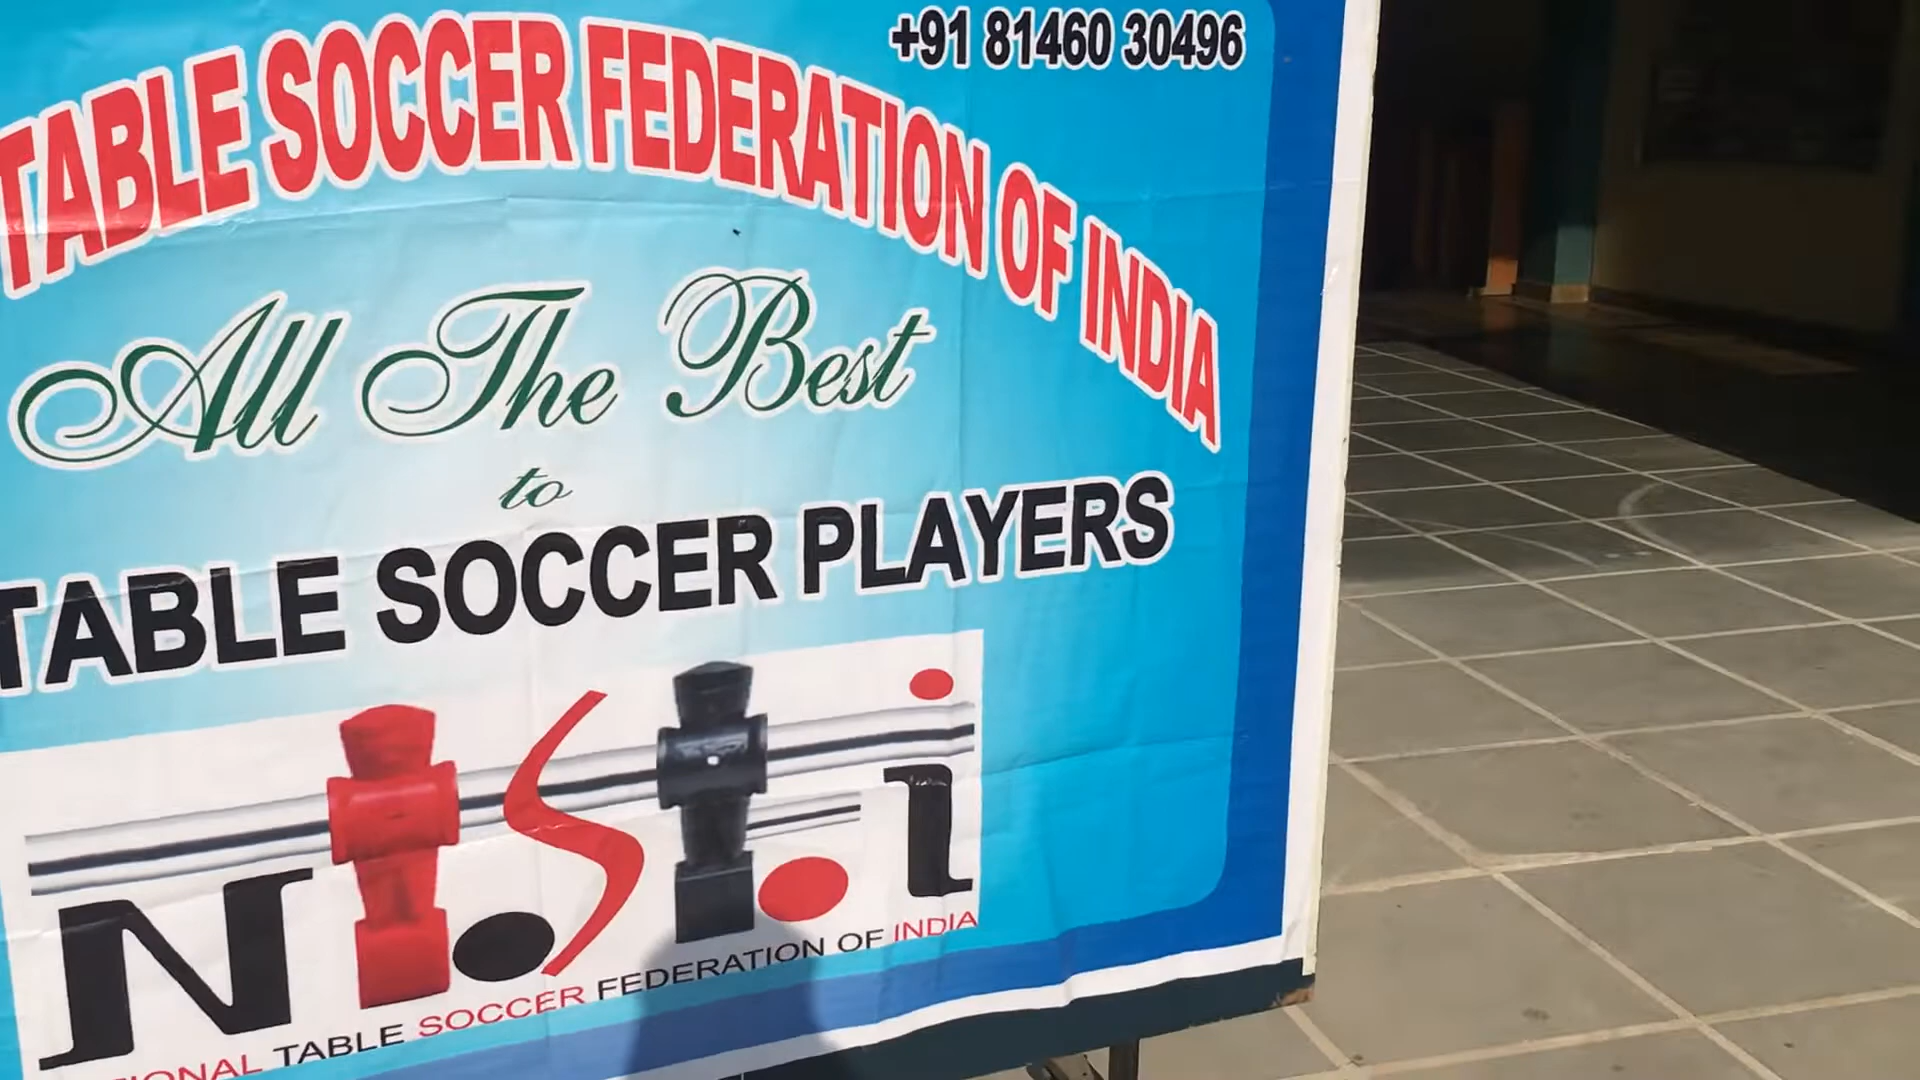 +91 81460 30496
TABLE SOCCER FEDERATION OF INDIA
All The Best
to
TABLE SOCCER PLAYERS
TABLE SOCCER FEDERATION OF INDIA